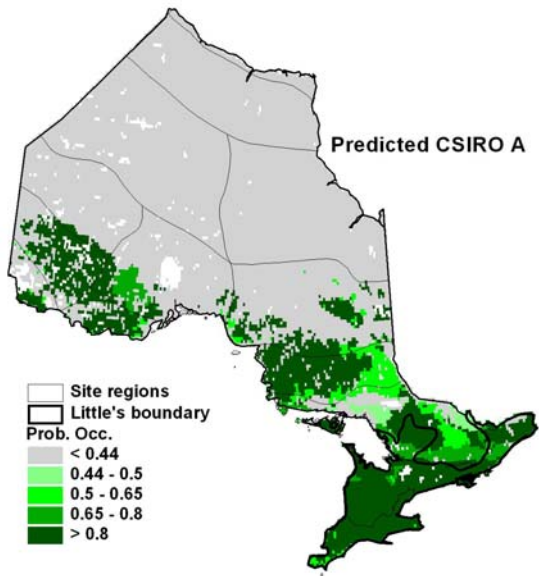 Predicted CSIRO A
Site regions
Little's boundary
Prob. Occ.
< 0.44
0.44 - 0.5
0.5 - 0.65
0.65 - 0.8
> 0.8